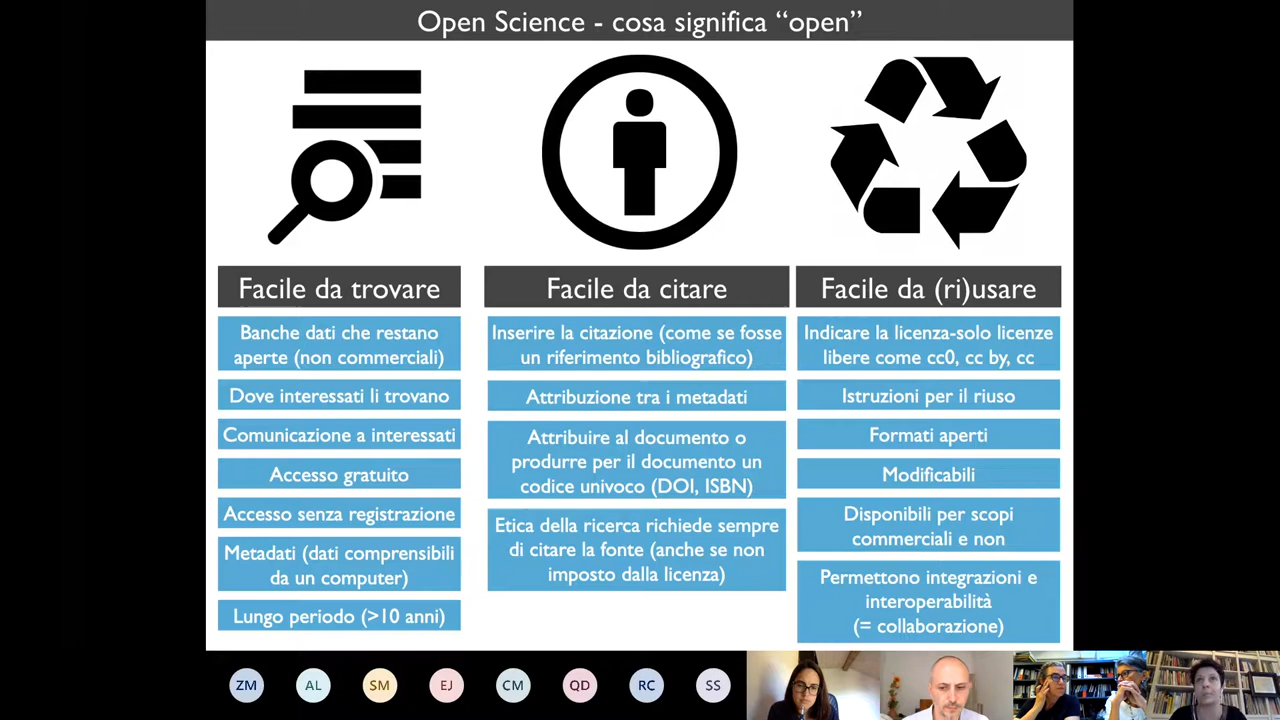 Open Science - cosa significa “open”
Facile da trovare
Banche dati che restano
aperte (non commerciali)
Dove interessati li trovano
Comunicazione a interessati
Accesso gratuito
Accesso senza registrazione
Metadati (dati comprensibili
da un computer)
Lungo periodo (>10 anni)
Facile da citare
Inserire la citazione (come se fosse
un riferimento bibliografico)
Attribuzione tra i metadati
Attribuire al documento o
produrre per il documento un
codice univoco (DOI, ISBN)
Etica della ricerca richiede sempre
di citare la fonte (anche se non
imposto dalla licenza)
Facile da (ri)usare
Indicare la licenza-solo licenze
libere come cc0, cc by, cc
Istruzioni per il riuso
Formati aperti
Modificabili
Disponibili per scopi
commerciali e non
Permettono integrazioni e
interoperabilità
(= collaborazione)
ZM AL SM EJ CM QD RC SS